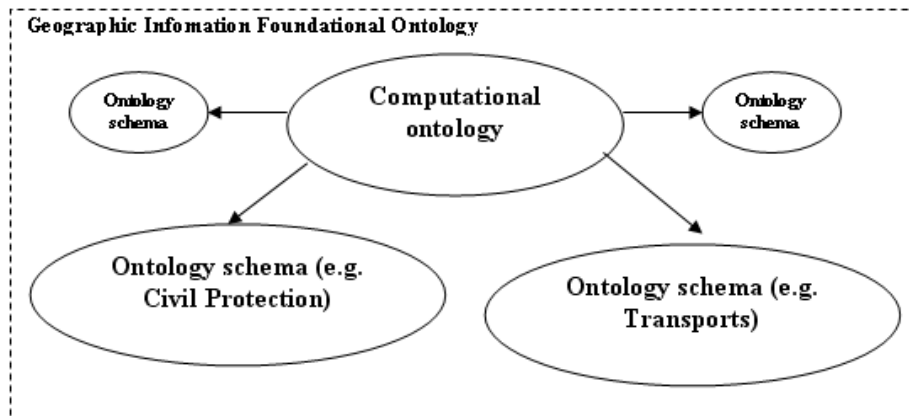 Geographic Infomation Foundational Ontology
Computational
ontology
Ontology
schema
Ontology
schema
Ontology schema (e.g.
Civil Protection)
Ontology schema (e.g.
Transports)